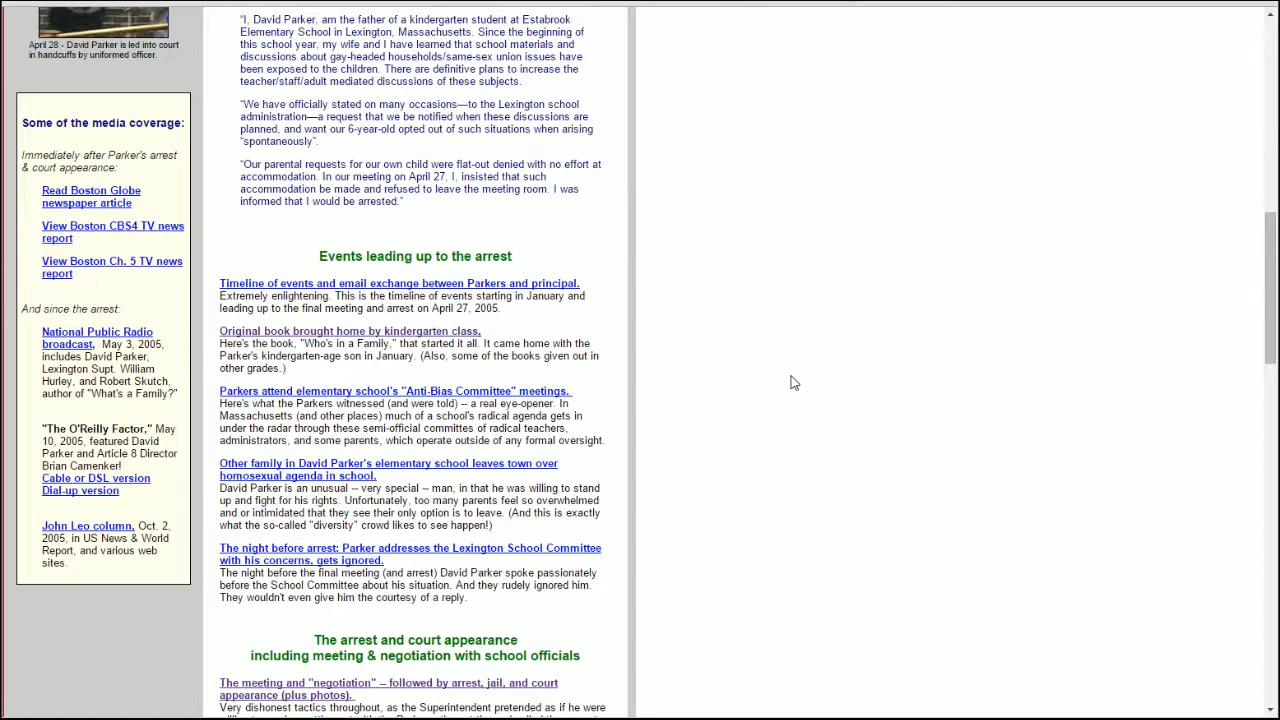 April 28 - David Parker is led into court
in handcuffs by uniformed officer.
Some of the media coverage:
Immediately after Parker's arrest
& court appearance:
Read Boston Globe
newspaper article
View Boston CBS4 TV news
report
View Boston Ch. 5 TV news
report
And since the arrest:
National Public Radio
broadcast, May 3, 2005,
includes David Parker,
Lexington Supt. William
Hurley, and Robert Skutch,
author of "What's a Family?"
"The O'Reilly Factor," May
10, 2005, featured David
Parker and Article 8 Director
Brian Camenker!
Cable or DSL version
Dial-up version
John Leo column, Oct. 2,
2005, in US News & World
Report, and various web
sites.
"I, David Parker, am the father of a kindergarten student at Estabrook
Elementary School in Lexington, Massachusetts. Since the beginning of
this school year, my wife and I have learned that school materials and
discussions about gay-headed households/same-sex union issues have
been exposed to the children. There are definitive plans to increase the
teacher/staff/adult mediated discussions of these subjects.
"We have officially stated on many occasions—to the Lexington school
administration—a request that we be notified when these discussions are
planned, and want our 6-year-old opted out of such situations when arising
"spontaneously".
"Our parental requests for our own child were flat-out denied with no effort at
accommodation. In our meeting on April 27, I, insisted that such
accommodation be made and refused to leave the meeting room. I was
informed that I would be arrested."
Events leading up to the arrest
Timeline of events and email exchange between Parkers and principal.
Extremely enlightening. This is the timeline of events starting in January and
leading up to the final meeting and arrest on April 27, 2005.
Original book brought home by kindergarten class.
Here's the book, "Who's in a Family," that started it all. It came home with the
Parker's kindergarten-age son in January. (Also, some of the books given out in
other grades.)
Parkers attend elementary school's "Anti-Bias Committee" meetings.
Here's what the Parkers witnessed (and were told) -- a real eye-opener. In
Massachusetts (and other places) much of a school's radical agenda gets in
under the radar through these semi-official committes of radical teachers,
administrators, and some parents, which operate outside of any formal oversight.
Other family in David Parker's elementary school leaves town over
homosexual agenda in school.
David Parker is an unusual -- very special -- man, in that he was willing to stand
up and fight for his rights. Unfortunately, too many parents feel so overwhelmed
and or intimidated that they see their only option is to leave. (And this is exactly
what the so-called "diversity" crowd likes to see happen!)
The night before arrest: Parker addresses the Lexington School Committee
with his concerns, gets ignored.
The night before the final meeting (and arrest) David Parker spoke passionately
before the School Committee about his situation. And they rudely ignored him.
They wouldn't even give him the courtesy of a reply.
The arrest and court appearance
including meeting & negotiation with school officials
The meeting and "negotiation" -- followed by arrest, jail, and court
appearance (plus photos).
Very dishonest tactics throughout, as the Superintendent pretended as if he were